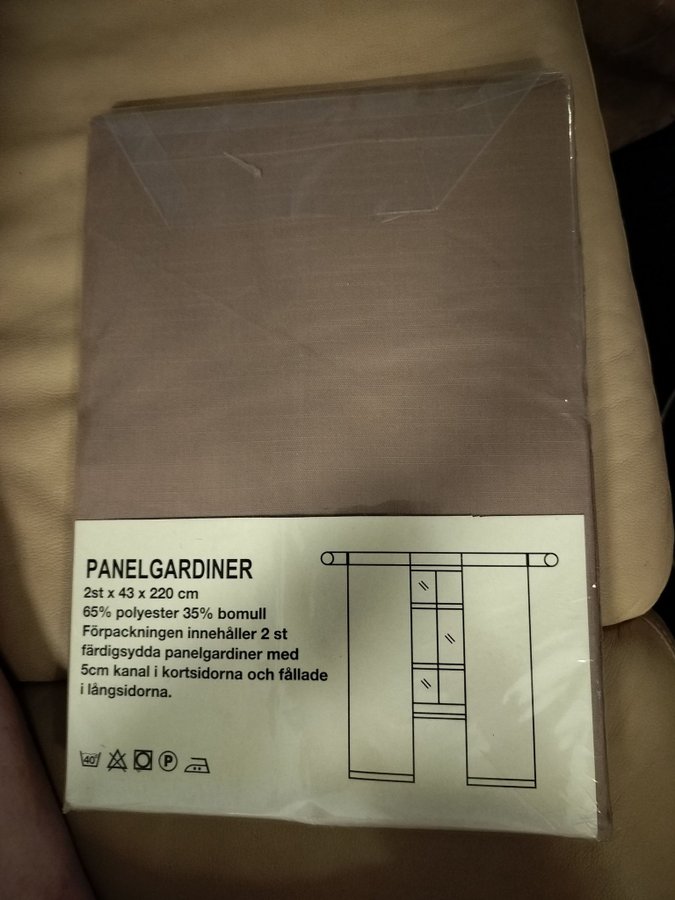 PANELGARDINER
2st x 43 x 220 cm
65% polyester 35% bomull
Förpackningen innehåller 2 st
färdigsydda panelgardiner med
5cm kanal i kortsidorna och fållade
i långsidorna.
40° P